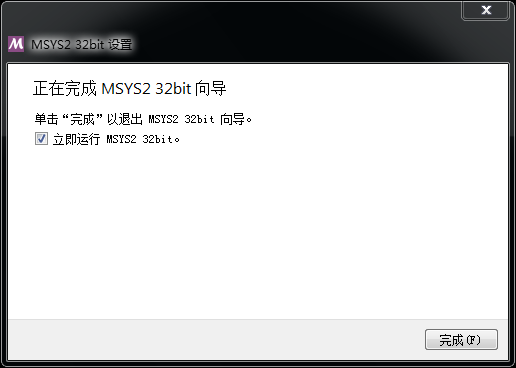 MSYS2 32bit 设置
正在完成 MSYS2 32bit 向导
单击“完成”以退出 MSYS2 32bit 向导。
立即运行 MSYS2 32bit。
完成(F)